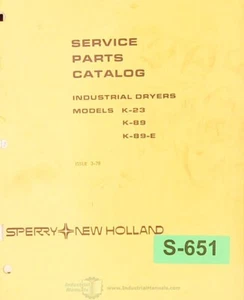 SERVICE
PARTS
CATALOG
INDUSTRIAL DRYERS
MODELS K-23
K-89
K-89-E
SPERRY NEW HOLLAND
S-651